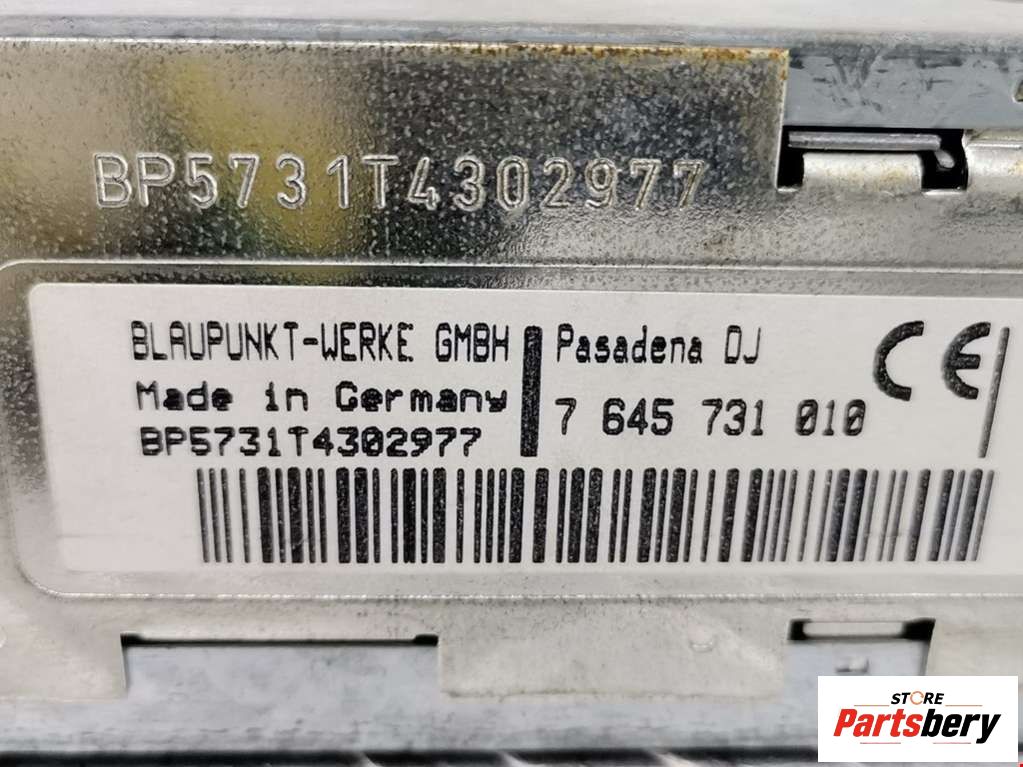 BP5731T4302977
BLAUPUNKT-WERKE GMBH
Made in Germany
BP5731T4302977
Pasadena DJ
7 645 731 010
CE
STORE
Partsbery